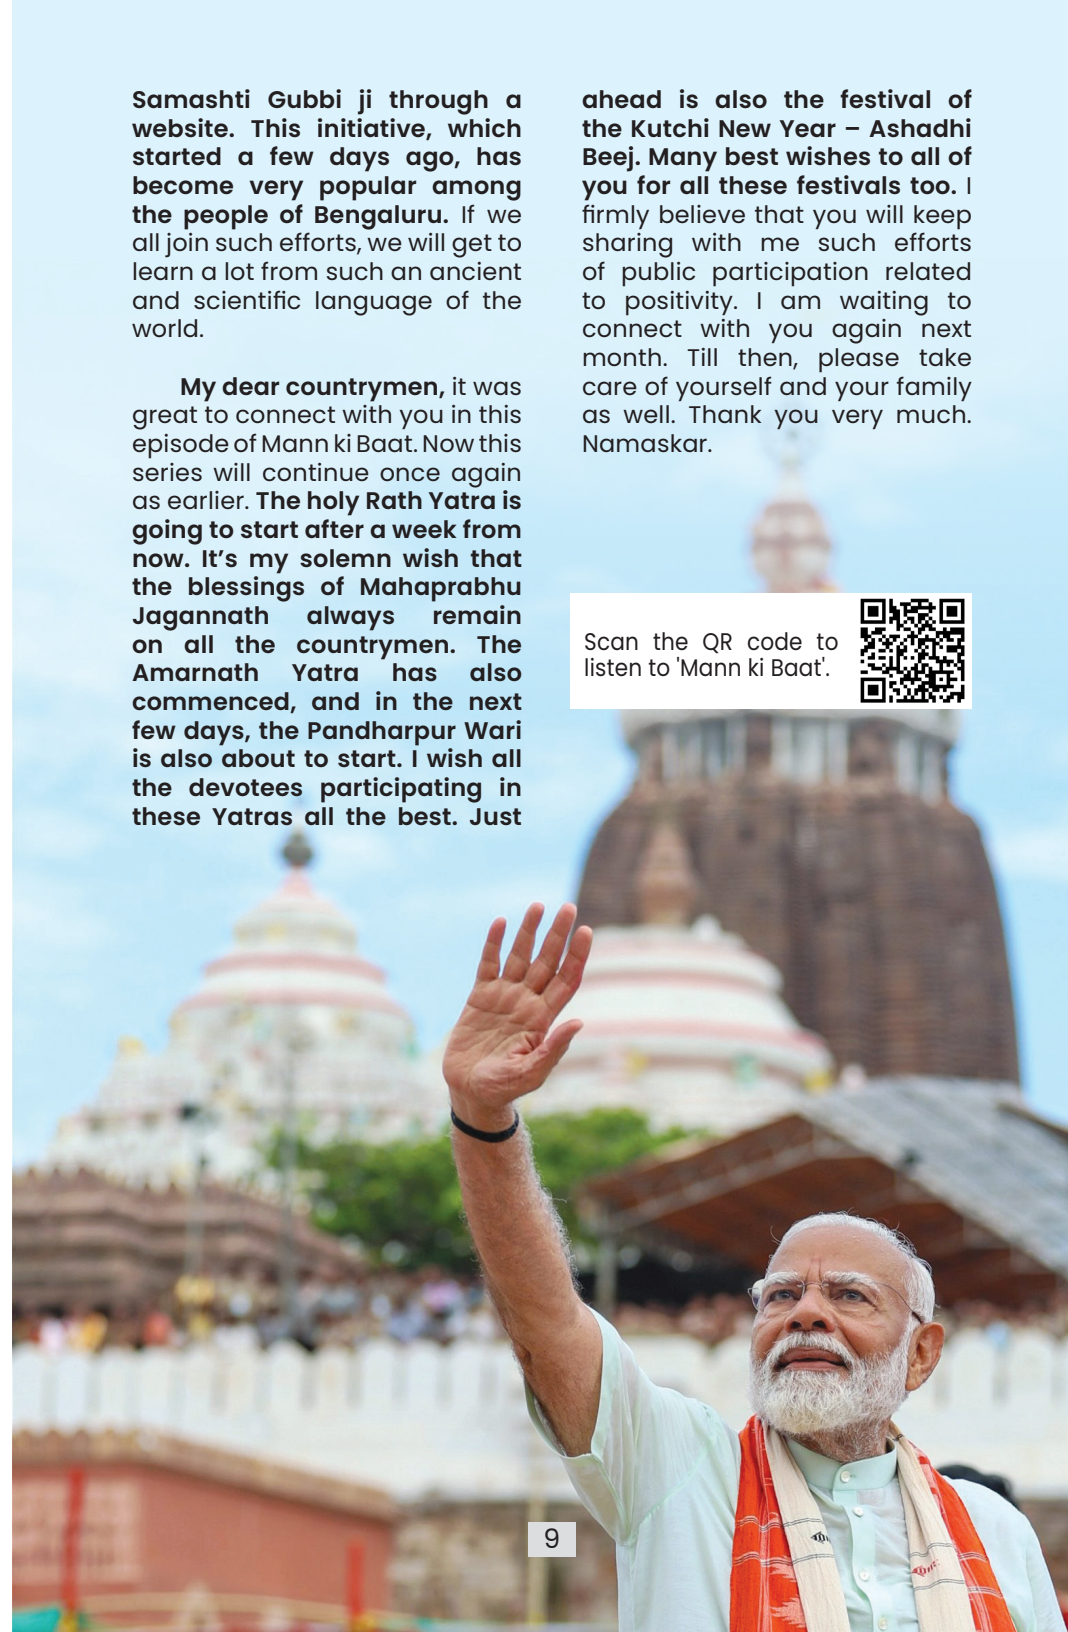 Samashti Gubbi ji through a
website. This initiative, which
started a few days ago, has
become very popular among
the people of Bengaluru. If we
all join such efforts, we will get to
learn a lot from such an ancient
and scientific language of the
world.
My dear countrymen, it was
great to connect with you in this
episode of Mann ki Baat. Now this
series will continue once again
as earlier. The holy Rath Yatra is
going to start after a week from
now. It’s my solemn wish that
the blessings of Mahaprabhu
Jagannath always remain
on all the countrymen. The
Amarnath Yatra has also
commenced, and in the next
few days, the Pandharpur Wari
is also about to start. I wish all
the devotees participating in
these Yatras all the best. Just
ahead is also the festival of
the Kutchi New Year – Ashadhi
Beej. Many best wishes to all of
you for all these festivals too. I
firmly believe that you will keep
sharing with me such efforts
of public participation related
to positivity. I am waiting to
connect with you again next
month. Till then, please take
care of yourself and your family
as well. Thank you very much.
Namaskar.
Scan the QR code to
listen to 'Mann ki Baat'.
9